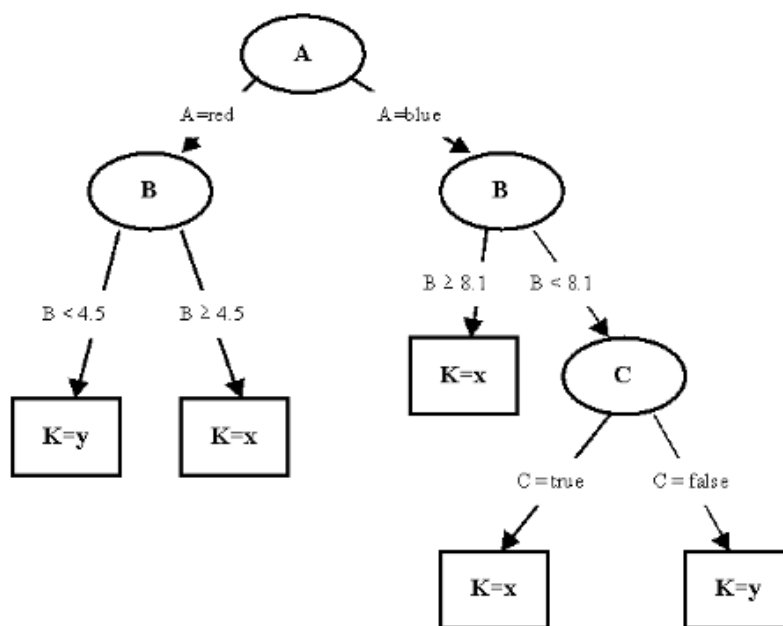 A
A=red
A=blue
B
B
B < 4.5
B ≥ 4.5
B ≥ 8.1
B < 8.1
K=y
K=x
K=x
C
C=true
C = false
K=x
K=y